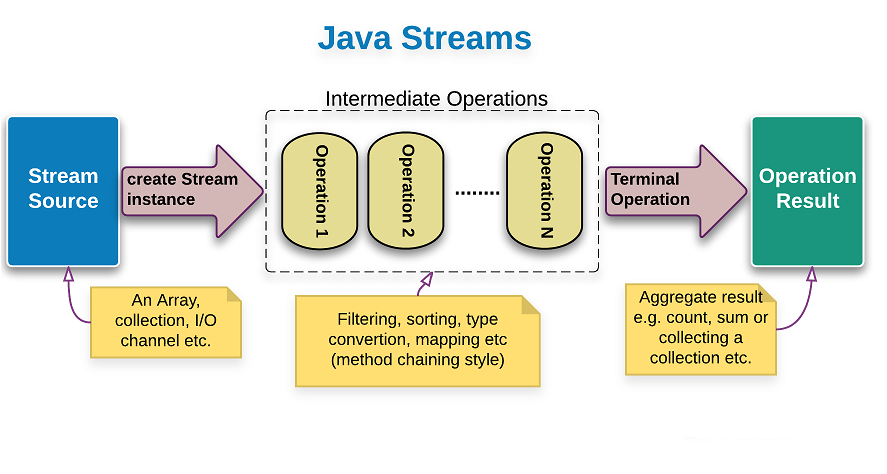 Java Streams
Intermediate Operations
Stream
Source
create Stream
instance
Operation 1
Operation 2
........
Operation N
Terminal
Operation
Operation
Result
An Array,
collection, I/O
channel etc.
Filtering, sorting, type
convertion, mapping etc
(method chaining style)
Aggregate result
e.g. count, sum or
collecting a
collection etc.